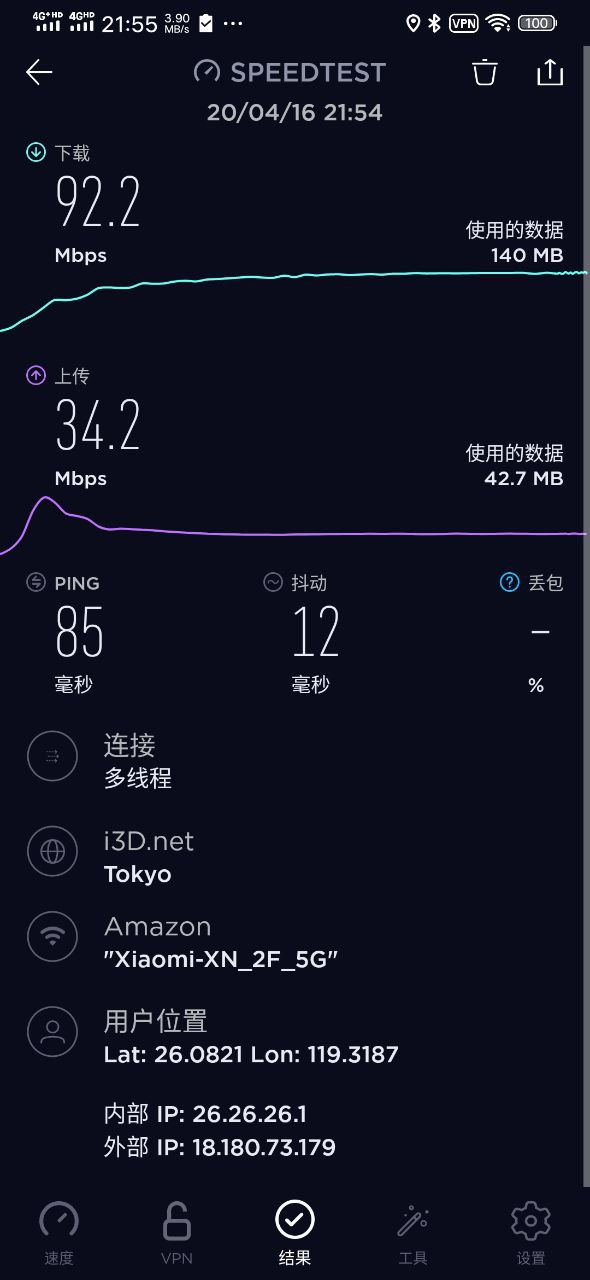 4G+HD 4GHD 21:55 3.90 MB/s ··· VPN 100
SPEEDTEST
20/04/16 21:54
下载
92.2
Mbps
使用的数据
140 MB
上传
34.2
Mbps
使用的数据
42.7 MB
PING 抖动 丢包
85 12 –
毫秒 毫秒 %
连接
多线程
i3D.net
Tokyo
Amazon
"Xiaomi-XN_2F_5G"
用户位置
Lat: 26.0821 Lon: 119.3187
内部 IP: 26.26.26.1
外部 IP: 18.180.73.179
速度 VPN 结果 工具 设置